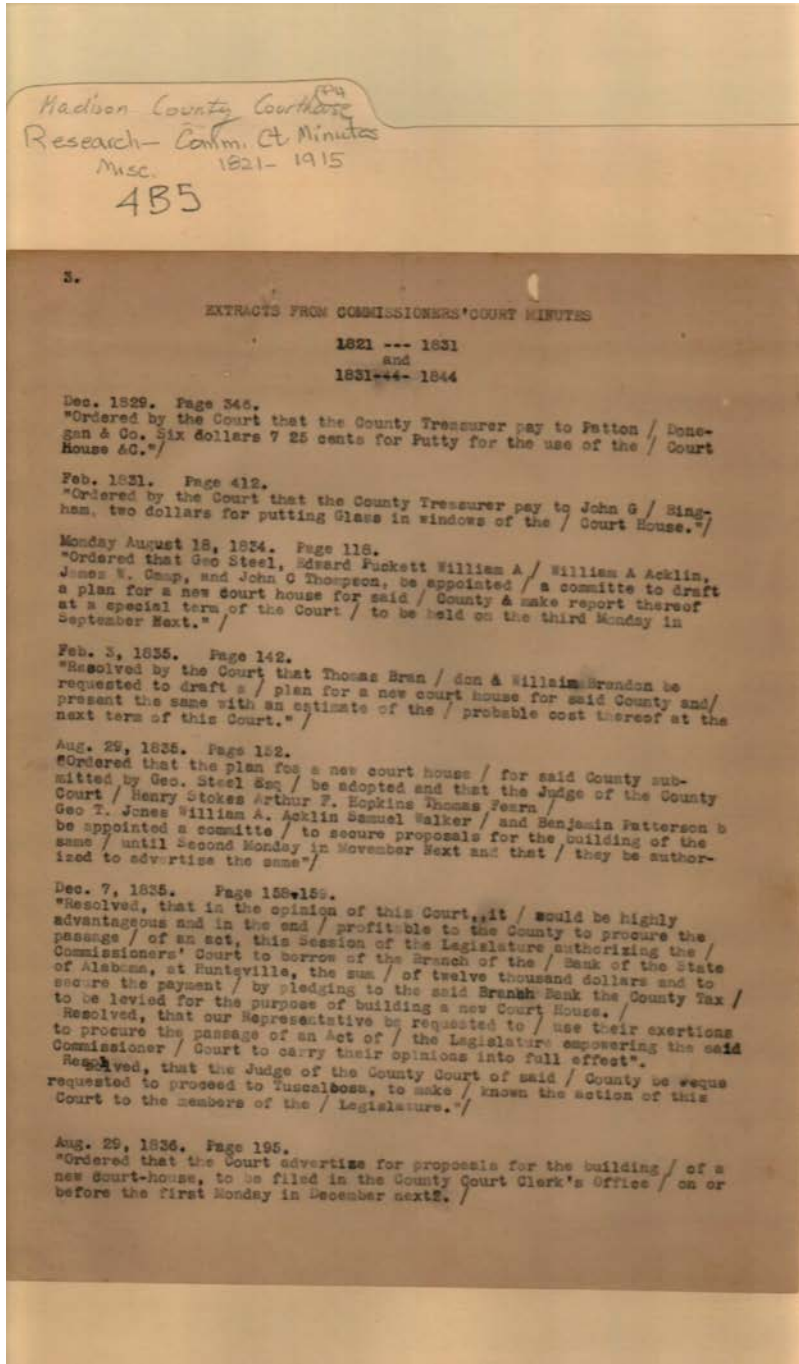 (P4)
Madison County Courthouse
Research - Comm. Ct. Minutes
Misc. 1821 - 1915
4B5
3.
EXTRACTS FROM COMMISSIONERS'COURT MINUTES
1821 --- 1831
and
1831-44- 1844
Dec. 1829. Page 346.
"Ordered by the Court that the County Treasurer pay to Patton / Done-
gan & Co. Six dollars 7 25 cents for Putty for the use of the / Court
House &C."/
Feb. 1831. Page 412.
"Ordered by the Court that the County Treasurer pay to John G / Bing-
ham, two dollars for putting Glass in windows of the / Court House."/
Monday August 18, 1834. Page 118.
"Ordered that Geo Steel, Edward Puckett William A / William A Acklin,
James W. Camp, and John C Thompson, be appointed / a committe to draft
a plan for a new court house for said / County & make report thereof
at a special term of the Court / to be held on the third Monday in
September Next." /
Feb. 3, 1835. Page 142.
"Resolved by the Court that Thomas Bran / don & Willaim Brandon be
requested to draft a / plan for a new court house for said County and/
present the same with an estimate of the / probable cost thereof at the
next term of this Court." /
Aug. 29, 1835. Page 152.
"Ordered that the plan for a new court house / for said County sub-
mitted by Geo. Steel Esq / be adopted and that the Judge of the County
Court / Henry Stokes Arthur F. Hopkins Thomas Fearn /
Geo T. Jones William A. Acklin Samuel Walker / and Benjamin Patterson b
be appointed a committe / to secure proposals for the building of the
same / until Second Monday in November Next and that / they be author-
ized to advertise the same"/
Dec. 7, 1835. Page 158,159.
"Resolved, that in the opinion of this Court,,it / would be highly
advantageous and in the end / profitable to the County to procure the
passage / of an act, this Session of the Legislature authorizing the /
Commissioners' Court to borrow of the Branch of the / Bank of the State
of Alabama, at Huntsville, the sum / of twelve thousand dollars and to
secure the payment / by pledging to the said Branhh Bank the County Tax /
to be levied for the purpose of building a new Court House. /
Resolved, that our Representative be requested to / use their exertions
to procure the passage of an Act of / the Legislature empowering the said
Commissioner / Court to carry their opinions into full effect".
Resolved, that the Judge of the County Court of said / County be reque
requested to proceed to Tuscaloosa, to make / known the action of this
Court to the members of the / Legislature."/
Aug. 29, 1836. Page 195.
"Ordered that the Court advertize for proposals for the building / of a
new court-house, to be filed in the County Court Clerk's Office / on or
before the first Monday in December next2. /